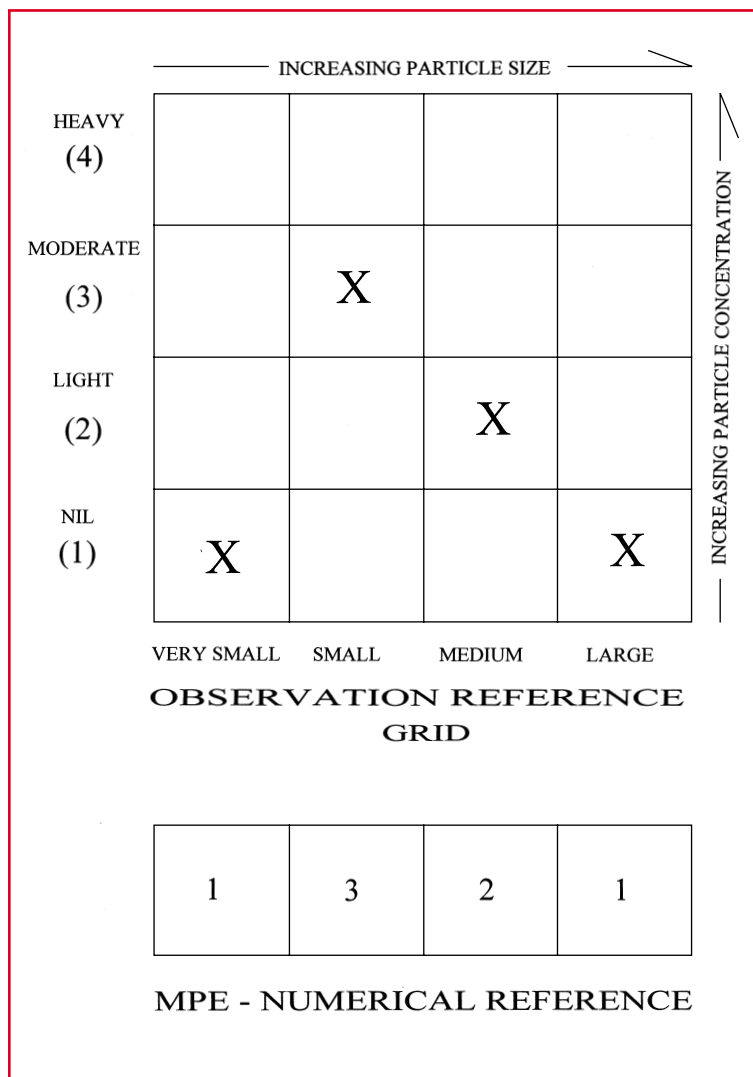 INCREASING PARTICLE SIZE
HEAVY
(4)
MODERATE
(3)
X
LIGHT
(2)
X
NIL
(1)
X
X
INCREASING PARTICLE CONCENTRATION
VERY SMALL SMALL MEDIUM LARGE
OBSERVATION REFERENCE
GRID
1 3 2 1
MPE - NUMERICAL REFERENCE